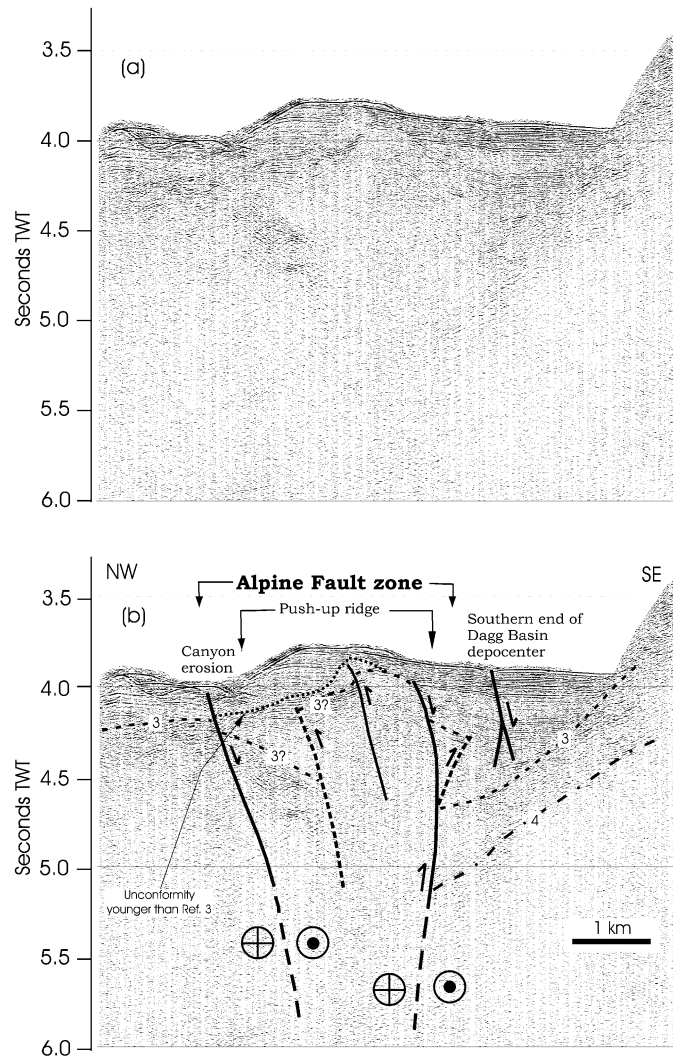 3.5
(a)
4.0
4.5
Seconds TWT
5.0
5.5
6.0
NW
SE
3.5
Alpine Fault zone
(b)
Push-up ridge
Southern end of
Dagg Basin
depocenter
Canyon
erosion
4.0
3
3?
3?
3
4
4.5
Seconds TWT
5.0
Unconformity
younger than Ref. 3
1 km
5.5
6.0